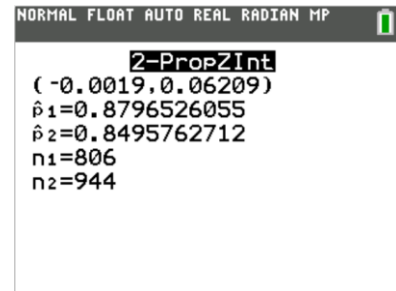 NORMAL FLOAT AUTO REAL RADIAN MP
2-PropZInt
(-0.0019,0.06209)
p̂1=0.8796526055
p̂2=0.8495762712
n1=806
n2=944